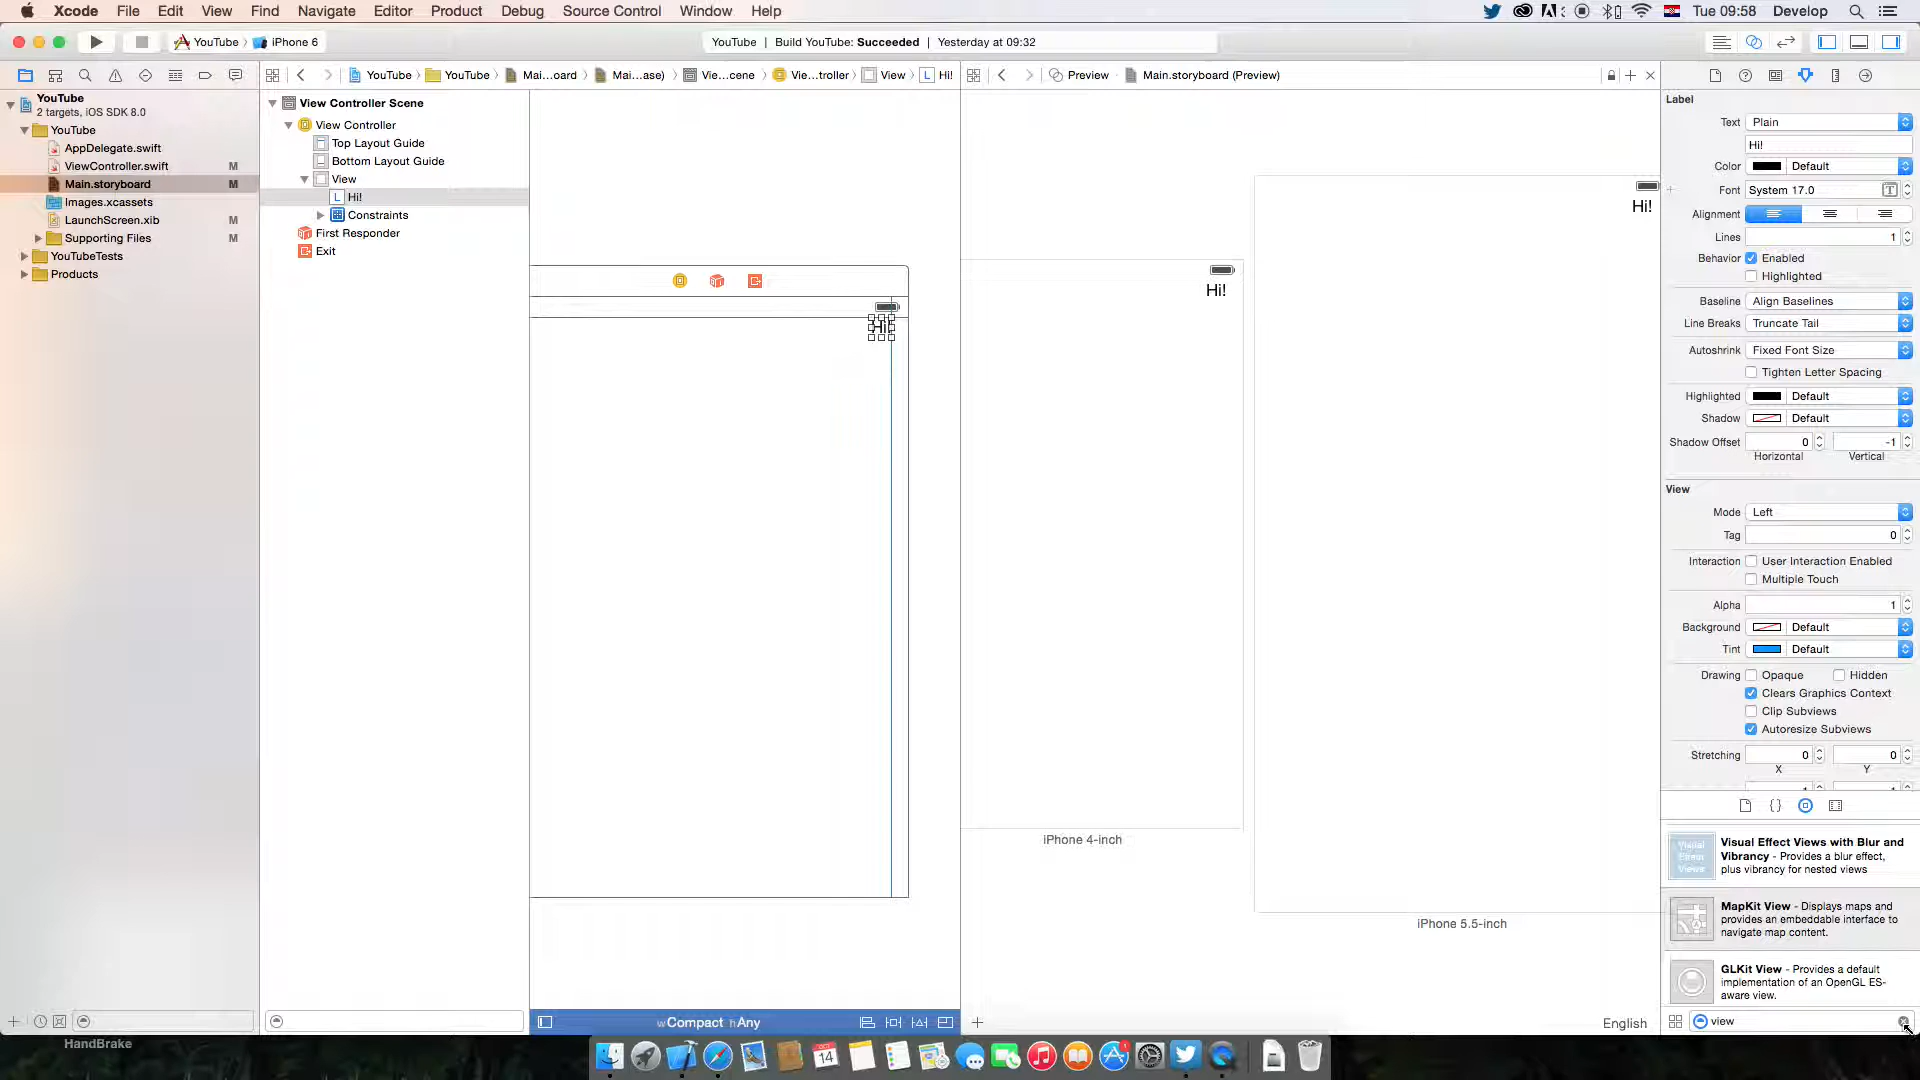 Xcode File Edit View Find Navigate Editor Product Debug Source Control Window Help
Tue 09:58 Develop
YouTube iPhone 6
YouTube | Build YouTube: Succeeded | Yesterday at 09:32
YouTube YouTube Mai...oard Mai...ase) Vie...cene Vie...troller View L Hi!
Preview Main.storyboard (Preview)
YouTube
2 targets, iOS SDK 8.0
YouTube
AppDelegate.swift
ViewController.swift M
Main.storyboard M
Images.xcassets
LaunchScreen.xib M
Supporting Files M
YouTubeTests
Products
View Controller Scene
View Controller
Top Layout Guide
Bottom Layout Guide
View
L Hi!
Constraints
First Responder
Exit
Hi!
wCompact hAny
Hi!
iPhone 4-inch
Hi!
iPhone 5.5-inch
English
Label
Text Plain
Hi!
Color Default
Font System 17.0 T
Alignment
Lines 1
Behavior Enabled
Highlighted
Baseline Align Baselines
Line Breaks Truncate Tail
Autoshrink Fixed Font Size
Tighten Letter Spacing
Highlighted Default
Shadow Default
Shadow Offset 0 -1
Horizontal Vertical
View
Mode Left
Tag 0
Interaction User Interaction Enabled
Multiple Touch
Alpha 1
Background Default
Tint Default
Drawing Opaque Hidden
Clears Graphics Context
Clip Subviews
Autoresize Subviews
Stretching 0 0
X Y
Visual Effect Views with Blur and
Vibrancy - Provides a blur effect,
plus vibrancy for nested views
MapKit View - Displays maps and
provides an embeddable interface to
navigate map content.
GLKit View - Provides a default
implementation of an OpenGL ES-
aware view.
view
HandBrake
14